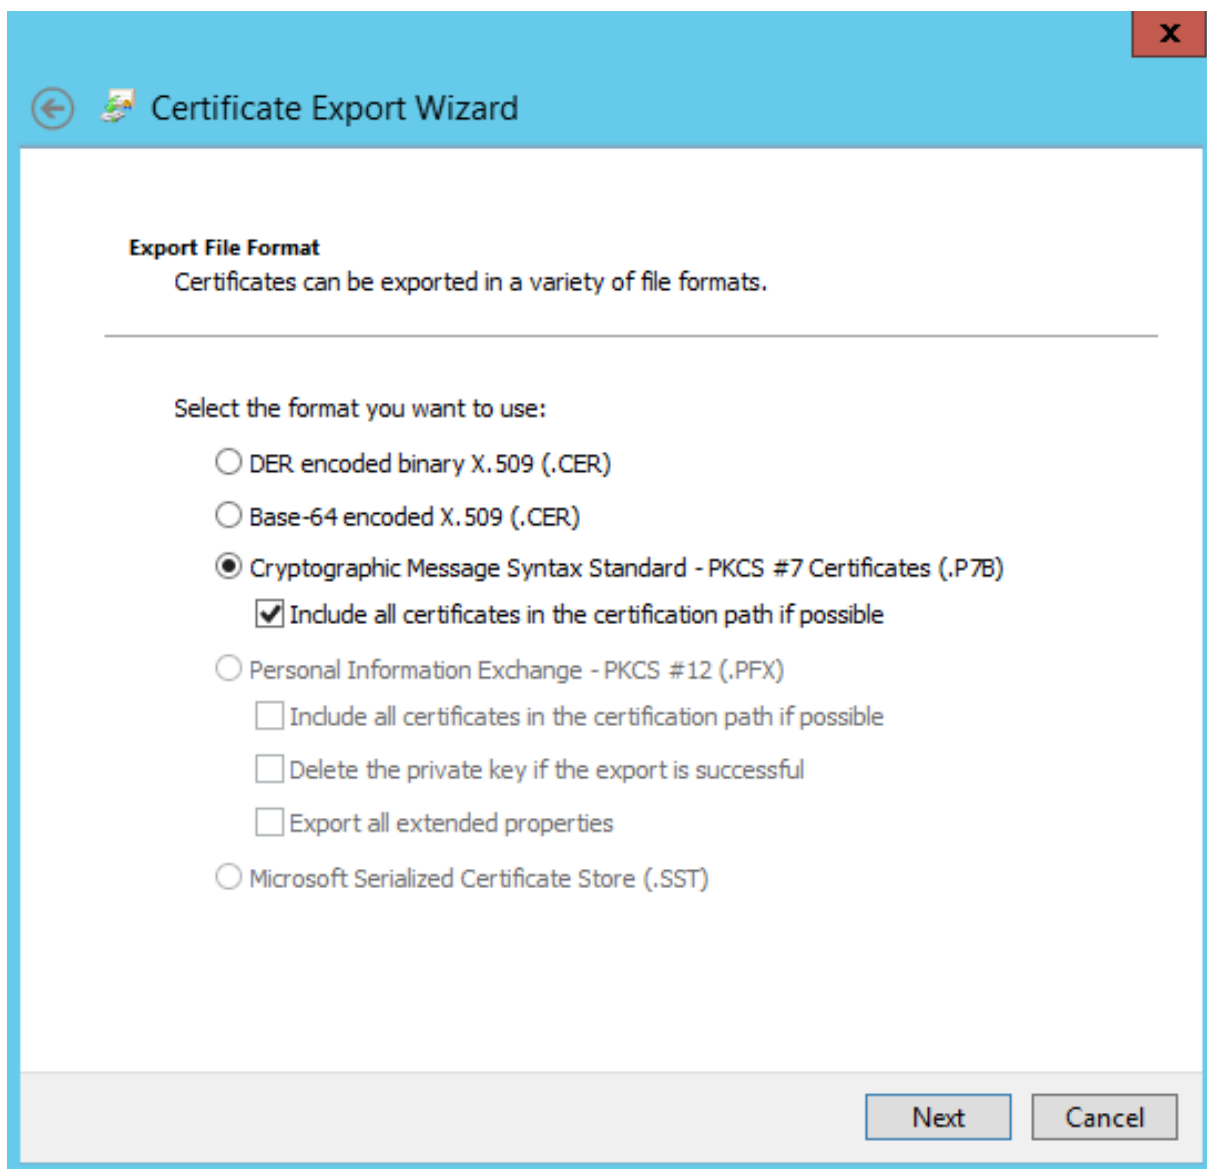 x
Certificate Export Wizard
Export File Format
Certificates can be exported in a variety of file formats.
Select the format you want to use:
DER encoded binary X.509 (.CER)
Base-64 encoded X.509 (.CER)
Cryptographic Message Syntax Standard - PKCS #7 Certificates (.P7B)
Include all certificates in the certification path if possible
Personal Information Exchange - PKCS #12 (.PFX)
Include all certificates in the certification path if possible
Delete the private key if the export is successful
Export all extended properties
Microsoft Serialized Certificate Store (.SST)
Next Cancel